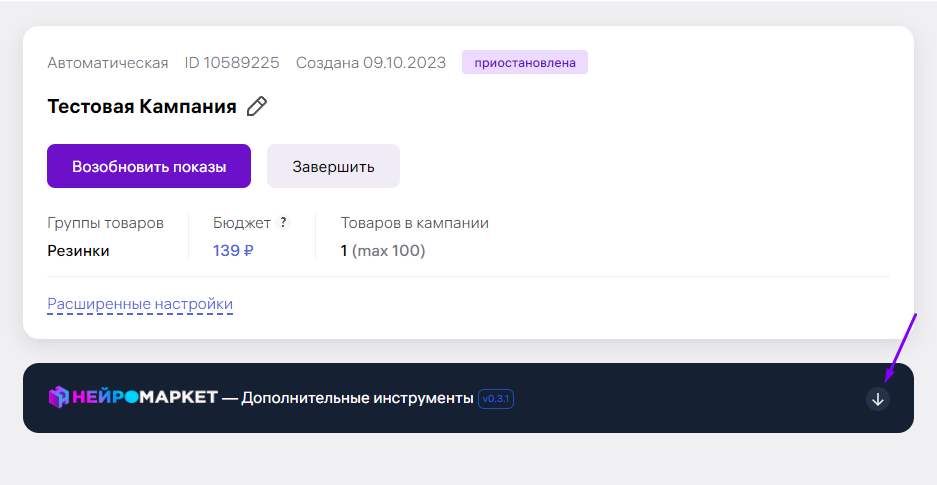 Автоматическая ID 10589225 Создана 09.10.2023 приостановлена
Тестовая Кампания
Возобновить показы Завершить
Группы товаров Бюджет ? Товаров в кампании
Резинки 139 ₽ 1 (max 100)
Расширенные настройки
НЕЙРОМАРКЕТ — Дополнительные инструменты v0.3.1